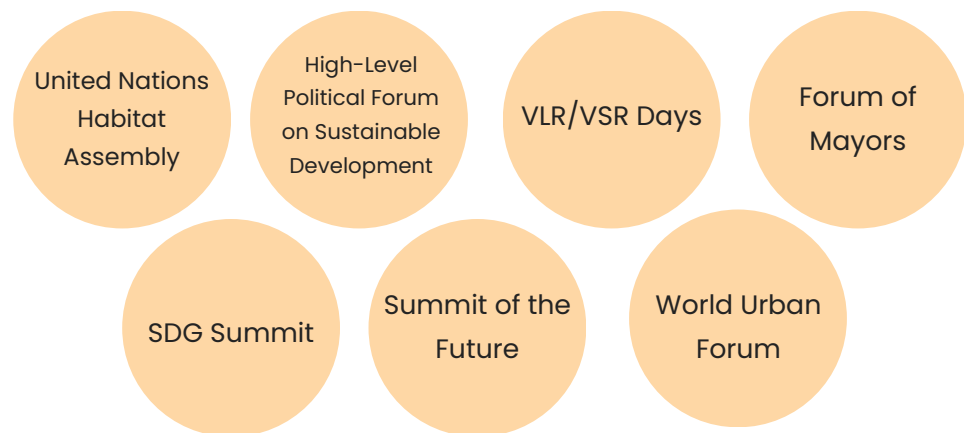 United Nations
Habitat
Assembly
High-Level
Political Forum
on Sustainable
Development
VLR/VSR Days
Forum of
Mayors
SDG Summit
Summit of the
Future
World Urban
Forum